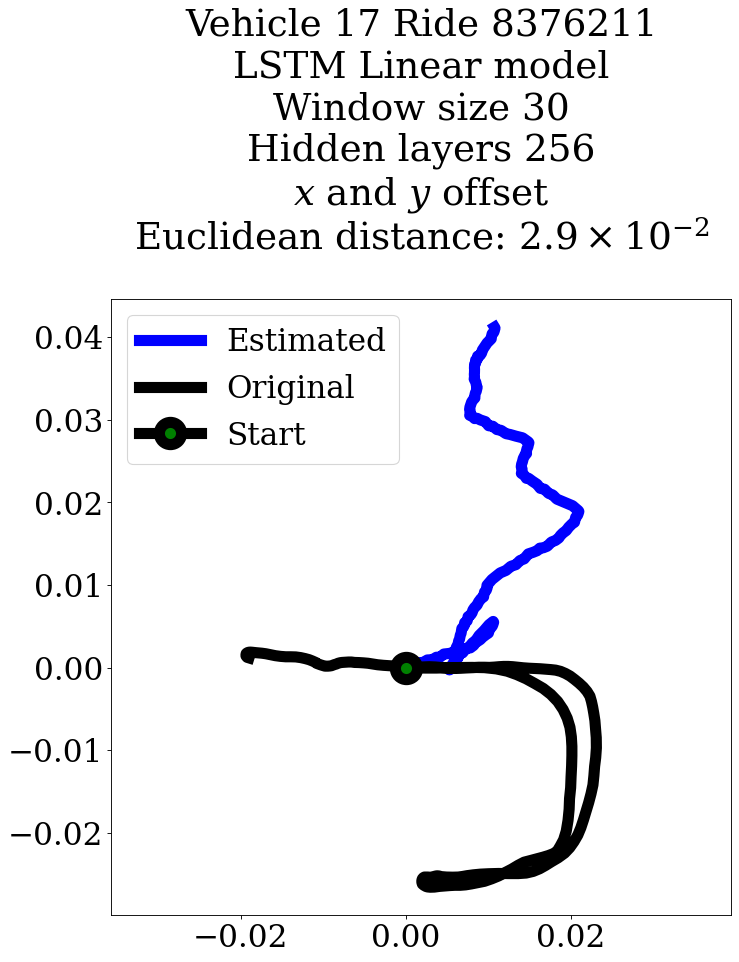 Vehicle 17 Ride 8376211
LSTM Linear model
Window size 30
Hidden layers 256
x and y offset
Euclidean distance: 2.9 × 10⁻²
Estimated
Original
Start
0.04
0.03
0.02
0.01
0.00
−0.01
−0.02
−0.02 0.00 0.02